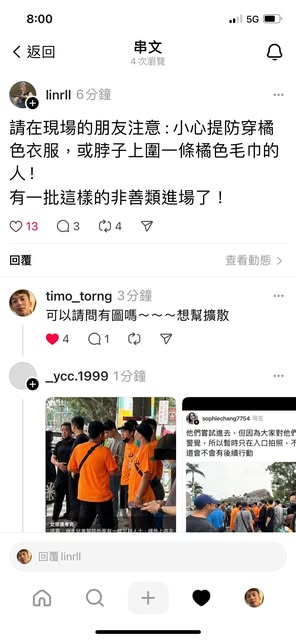 8:00
5G
返回
串文
4 次瀏覽
linrll 6分鐘
請在現場的朋友注意 : 小心提防穿橘
色衣服，或脖子上圍一條橘色毛巾的
人 !
有一批這樣的非善類進場了！
13 3 4
回覆
查看動態
timo_torng 3分鐘
可以請問有圖嗎～～～想幫擴散
4 1
_ycc.1999 1分鐘
sophiechang7754 現在
他們嘗試進去，但因為大家對他們
警覺，所以暫時只在入口拍照，不
道會不會有後續行動
回覆 linrll